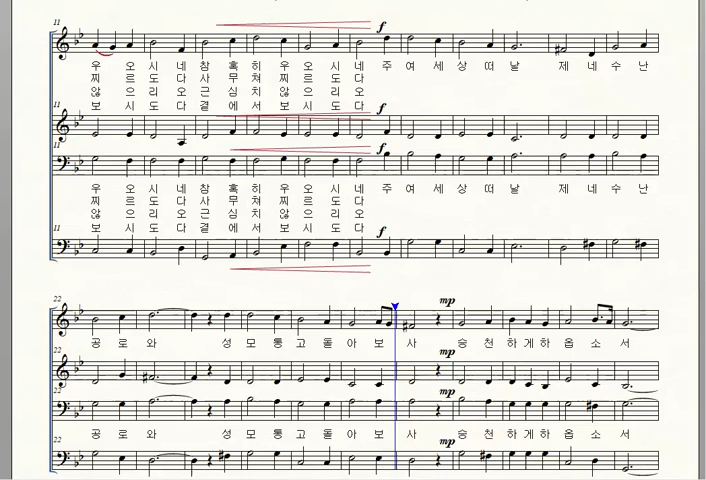 11
f
우 오 시 네 참 혹 히 우 오 시 네 주 여 세 상 떠 날 제 네 수 난
찌 르 도 다 사 무 쳐 찌 르 도 다
않 으 리 오 근 심 치 않 으 리 오
보 시 도 다 곁 에 서 보 시 도 다
11
f
11
f
우 오 시 네 참 혹 히 우 오 시 네 주 여 세 상 떠 날 제 네 수 난
찌 르 도 다 사 무 쳐 찌 르 도 다
않 으 리 오 근 심 치 않 으 리 오
보 시 도 다 곁 에 서 보 시 도 다
11
f
22
mp
공 로 와 성 모 통 고 돌 아 보 사 승 천 하 게 하 옵 소 서
22
mp
22
mp
공 로 와 성 모 통 고 돌 아 보 사 승 천 하 게 하 옵 소 서
22
mp